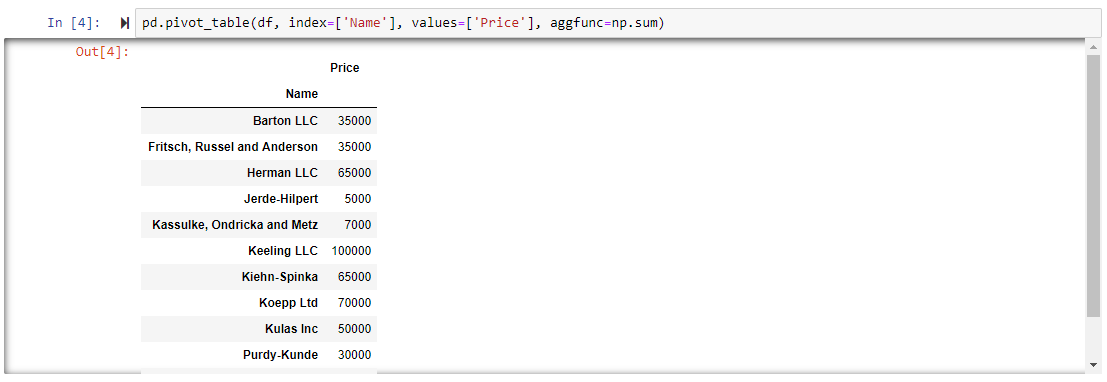 In [4]: pd.pivot_table(df, index=['Name'], values=['Price'], aggfunc=np.sum)
Out[4]:
Price
Name
Barton LLC 35000
Fritsch, Russel and Anderson 35000
Herman LLC 65000
Jerde-Hilpert 5000
Kassulke, Ondricka and Metz 7000
Keeling LLC 100000
Kiehn-Spinka 65000
Koepp Ltd 70000
Kulas Inc 50000
Purdy-Kunde 30000